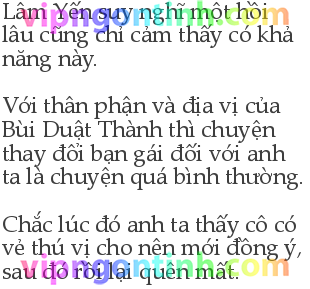 Lâm Yến suy nghĩ một hồi
lâu cũng chỉ cảm thấy có khả
năng này.
Với thân phận và địa vị của
Bùi Duật Thành thì chuyện
thay đổi bạn gái đối với anh
ta là chuyện quá bình thường.
Chắc lúc đó anh ta thấy cô có
vẻ thú vị cho nên mới đồng ý,
sau đó rồi lại quên mất.
vipngontinh.com
vipngontinh.com